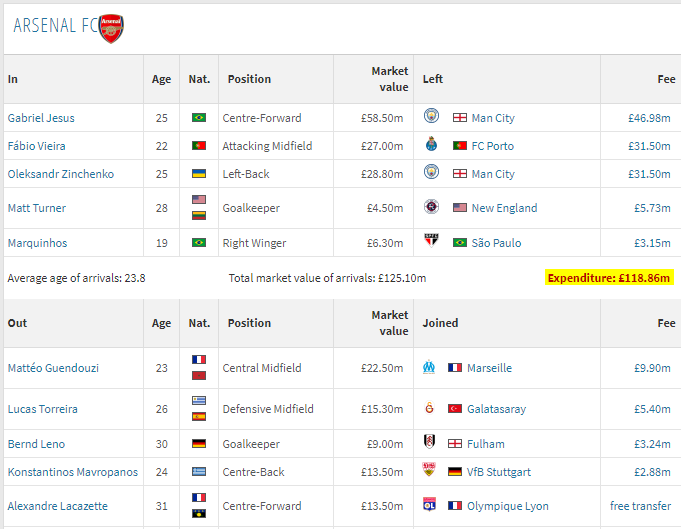 ARSENAL FC Arsenal
In Age Nat. Position Market value Left Fee
Gabriel Jesus 25 Centre-Forward £58.50m Man City £46.98m
Fábio Vieira 22 Attacking Midfield £27.00m FC Porto £31.50m
Oleksandr Zinchenko 25 Left-Back £28.80m Man City £31.50m
Matt Turner 28 Goalkeeper £4.50m New England £5.73m
Marquinhos 19 Right Winger £6.30m São Paulo £3.15m
Average age of arrivals: 23.8 Total market value of arrivals: £125.10m Expenditure: £118.86m
Out Age Nat. Position Market value Joined Fee
Mattéo Guendouzi 23 Central Midfield £22.50m Marseille £9.90m
Lucas Torreira 26 Defensive Midfield £15.30m Galatasaray £5.40m
Bernd Leno 30 Goalkeeper £9.00m Fulham £3.24m
Konstantinos Mavropanos 24 Centre-Back £13.50m VfB Stuttgart £2.88m
Alexandre Lacazette 31 Centre-Forward £13.50m Olympique Lyon free transfer